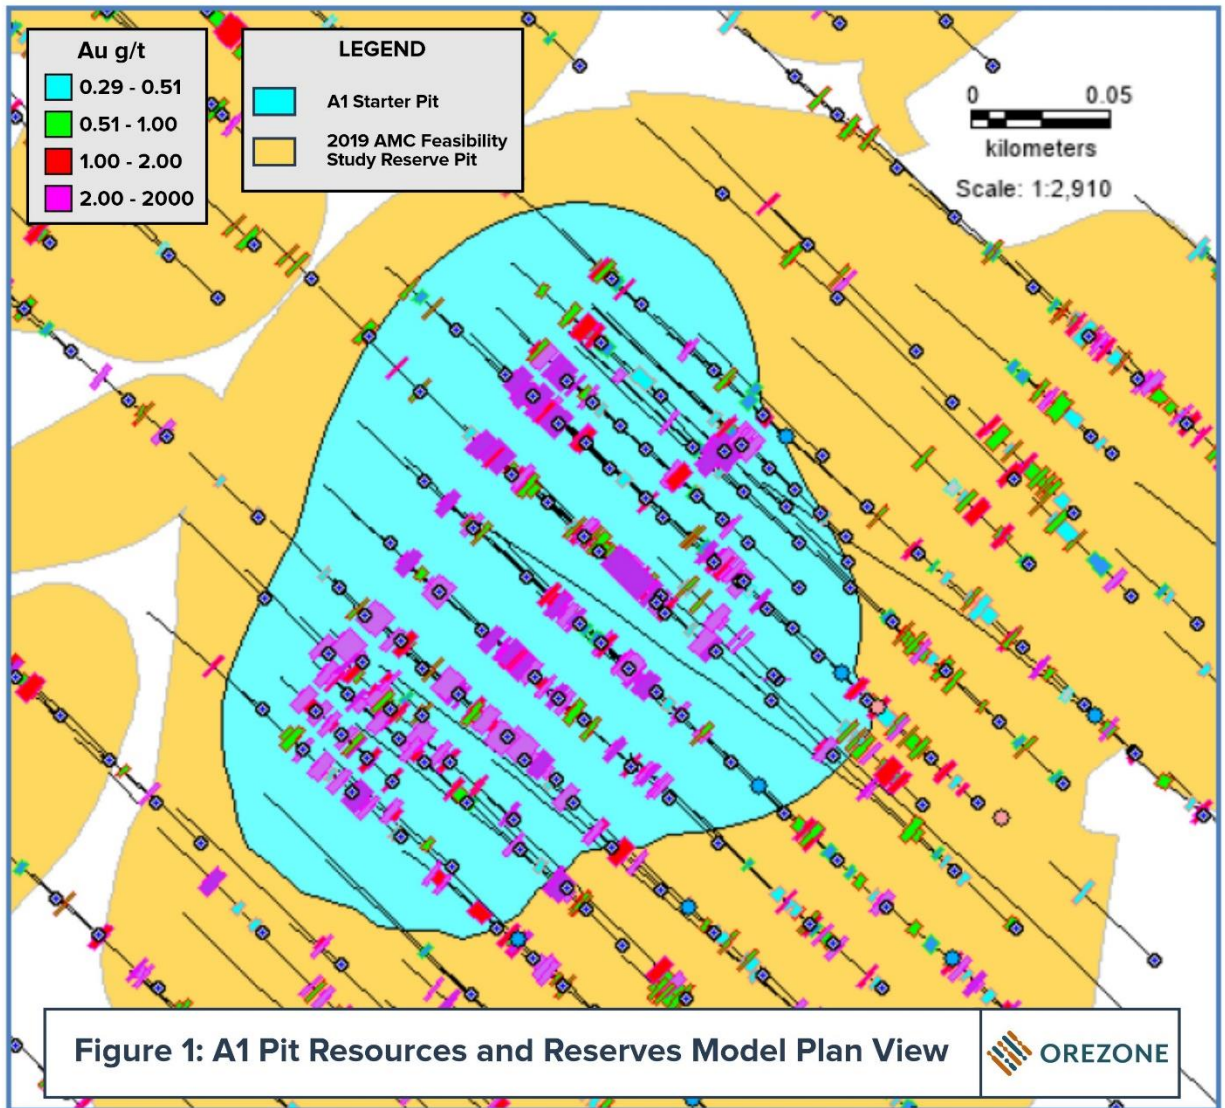 Au g/t
0.29 - 0.51
0.51 - 1.00
1.00 - 2.00
2.00 - 2000
LEGEND
A1 Starter Pit
2019 AMC Feasibility
Study Reserve Pit
0 0.05
kilometers
Scale: 1:2,910
Figure 1: A1 Pit Resources and Reserves Model Plan View
OREZONE